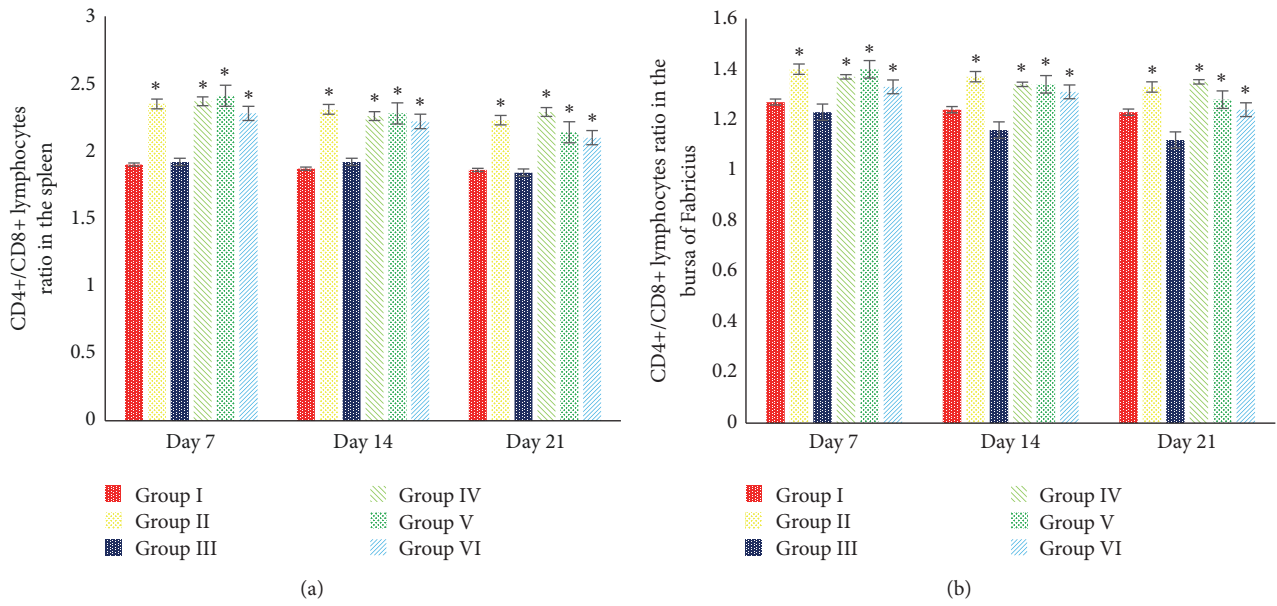 CD4+/CD8+ lymphocytes
ratio in the spleen
3
2.5
2
1.5
1
0.5
0
* * * * *
* * * *
* * * *
Day 7 Day 14 Day 21
Group I Group IV
Group II Group V
Group III Group VI
(a)
CD4+/CD8+ lymphocytes ratio in the
bursa of Fabricius
1.6
1.4
1.2
1
0.8
0.6
0.4
0.2
0
* * * *
* * * *
* * * *
Day 7 Day 14 Day 21
Group I Group IV
Group II Group V
Group III Group VI
(b)